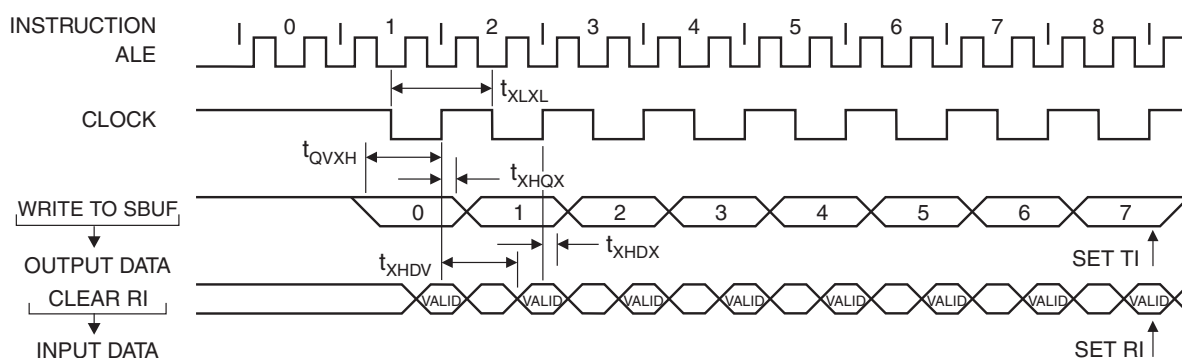 INSTRUCTION 0 1 2 3 4 5 6 7 8
ALE
tXLXL
CLOCK
tQVXH
tXHQX
WRITE TO SBUF 0 1 2 3 4 5 6 7
tXHDX
OUTPUT DATA tXHDV SET TI
CLEAR RI VALID VALID VALID VALID VALID VALID VALID VALID
INPUT DATA SET RI